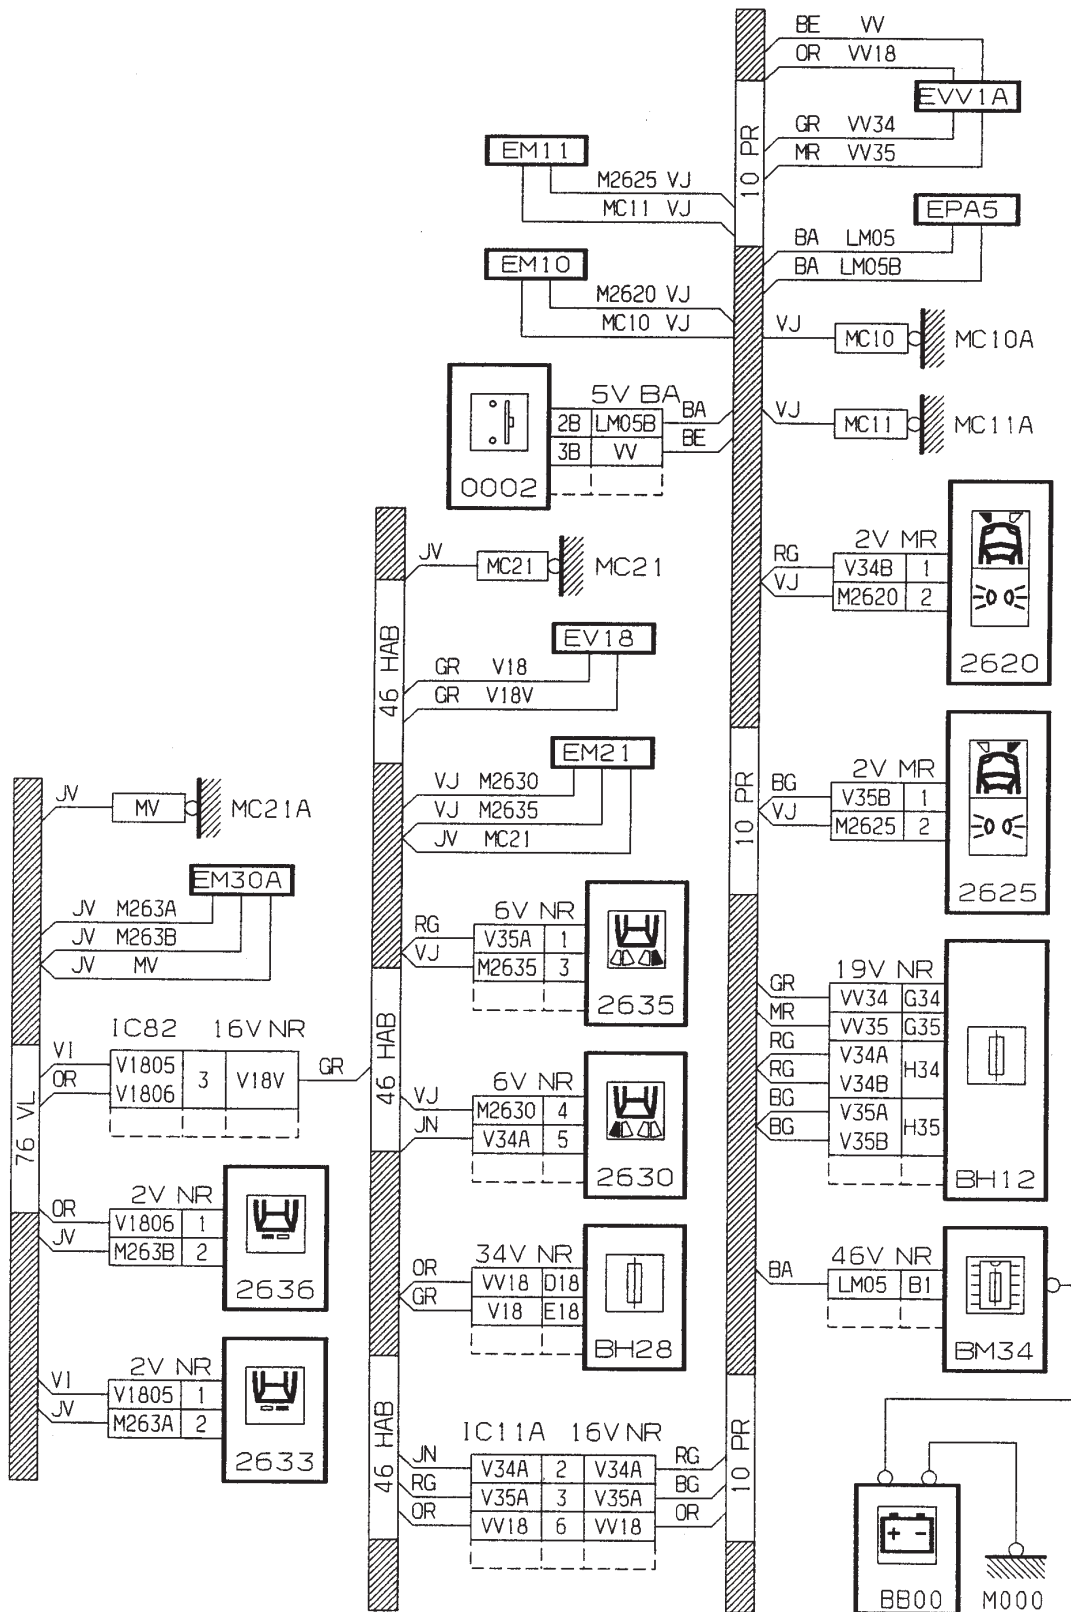 BE VV
OR VV18
EVV1A
GR VV34
MR VV35
10 PR
EM11
M2625 VJ
MC11 VJ
EPA5
BA LM05
BA LM05B
EM10
M2620 VJ
MC10 VJ
VJ MC10 MC10A
5V BA
2B LM05B BA
3B VV BE
0002
VJ MC11 MC11A
JV MC21 MC21
2V MR
RG V34B 1
VJ M2620 2
2620
46 HAB
EV18
GR V18
GR V18V
EM21
VJ M2630
VJ M2635
JV MC21
10 PR
2V MR
BG V35B 1
VJ M2625 2
2625
JV MV MC21A
EM30A
JV M263A
JV M263B
JV MV
6V NR
RG V35A 1
VJ M2635 3
2635
19V NR
GR VV34 G34
MR VV35 G35
RG V34A H34
RG V34B
BG V35A H35
BG V35B
BH12
IC82 16V NR
VI V1805 3 V18V GR
OR V1806
46 HAB
76 VL
6V NR
VJ M2630 4
JN V34A 5
2630
2V NR
OR V1806 1
JV M263B 2
2636
34V NR
OR VV18 D18
GR V18 E18
BH28
46V NR
BA LM05 B1
BM34
2V NR
VI V1805 1
JV M263A 2
2633
46 HAB
IC11A 16V NR
JN V34A 2 V34A RG
RG V35A 3 V35A BG
OR VV18 6 VV18 OR
10 PR
+ -
BB00
M000